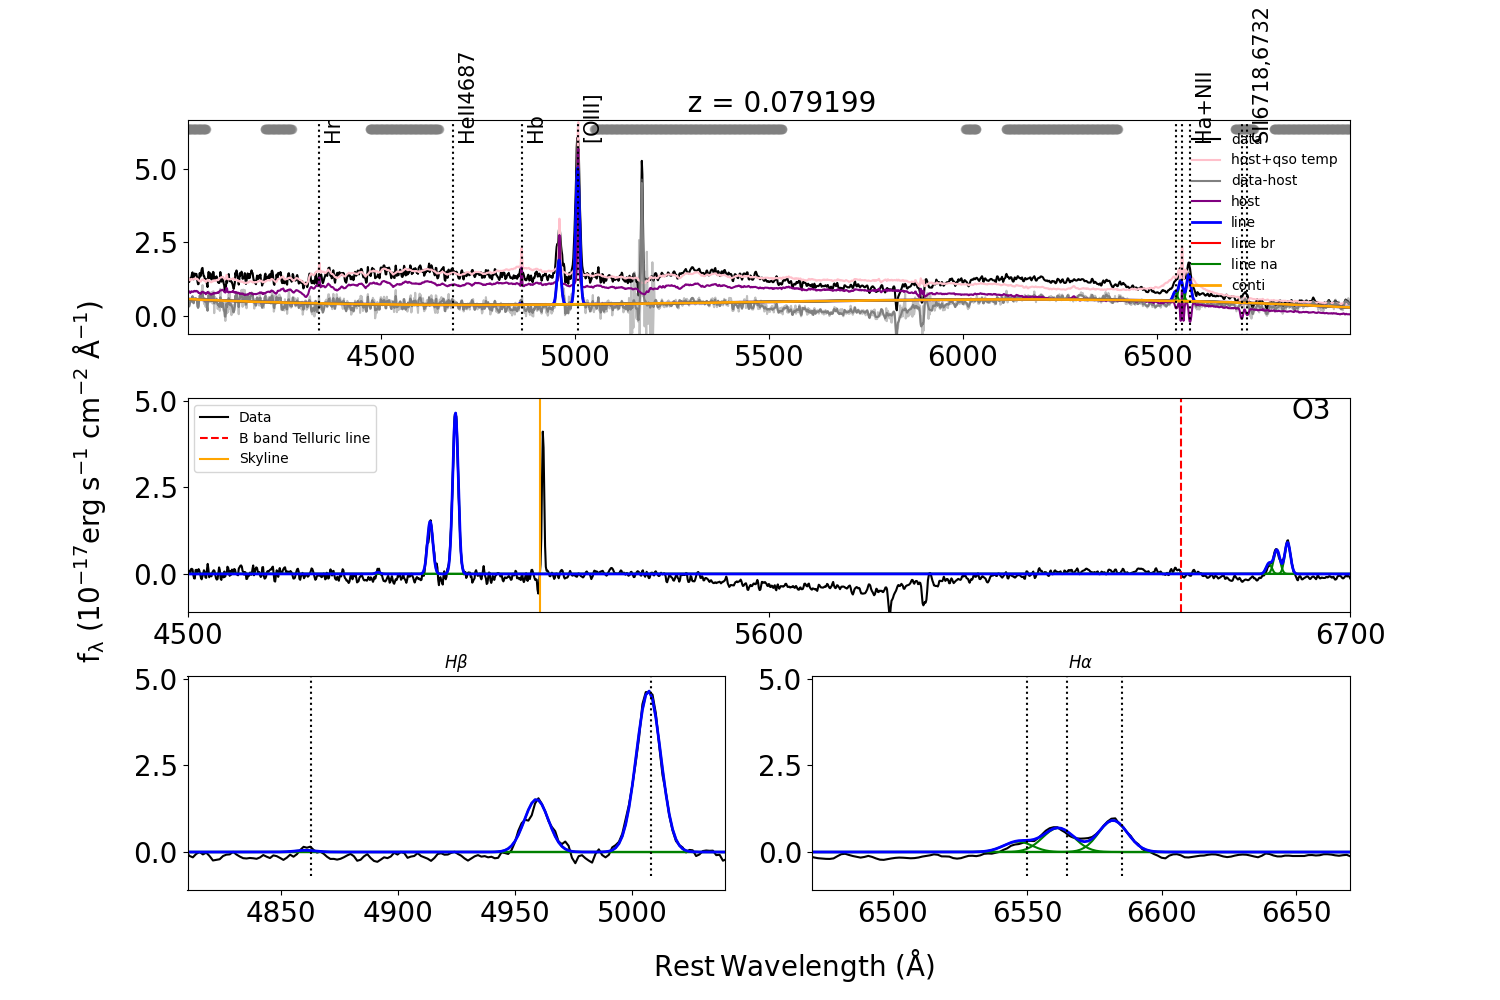 z = 0.079199
Hr
HeII4687
Hb
[OIII]
Ha+NII
SII6718,6732
data
host+qso temp
data-host
host
line
line br
line na
conti
5.0
2.5
0.0
4500 5000 5500 6000 6500
f_λ (10⁻¹⁷erg s⁻¹ cm⁻² Å⁻¹)
O3
Data
B band Telluric line
Skyline
5.0
2.5
0.0
4500 5600 6700
Hβ
5.0
2.5
0.0
4850 4900 4950 5000
Hα
5.0
2.5
0.0
6500 6550 6600 6650
Rest Wavelength (Å)